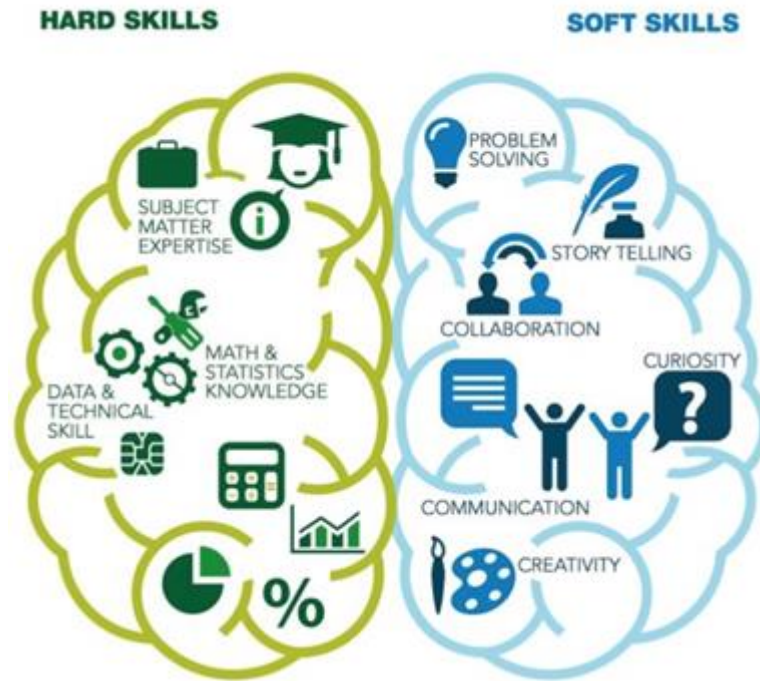 HARD SKILLS
SUBJECT
MATTER
EXPERTISE
i
MATH &
STATISTICS
KNOWLEDGE
DATA &
TECHNICAL
SKILL
%
SOFT SKILLS
PROBLEM
SOLVING
STORY TELLING
COLLABORATION
CURIOSITY
?
COMMUNICATION
CREATIVITY